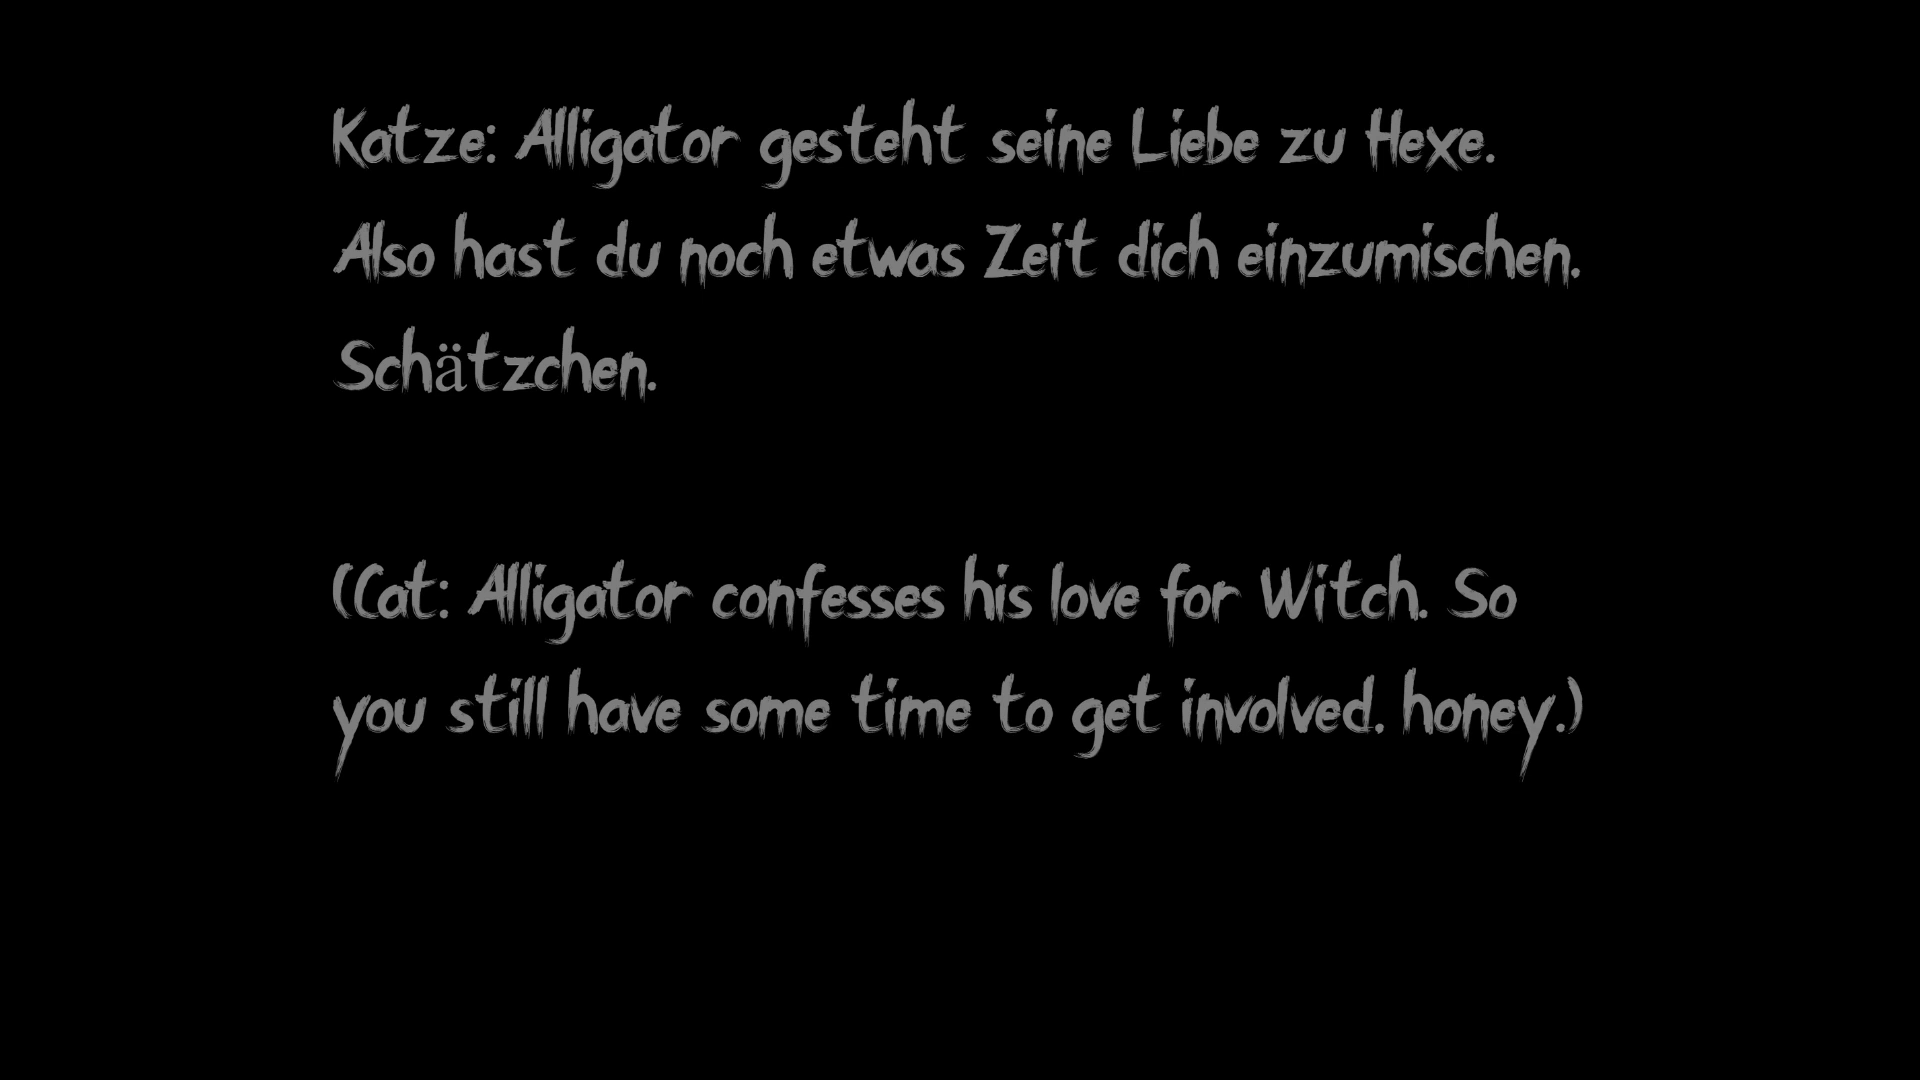 Katze: Alligator gesteht seine Liebe zu Hexe.
Also hast du noch etwas Zeit dich einzumischen.
Schätzchen.
(Cat: Alligator confesses his love for Witch. So
you still have some time to get involved. honey.)